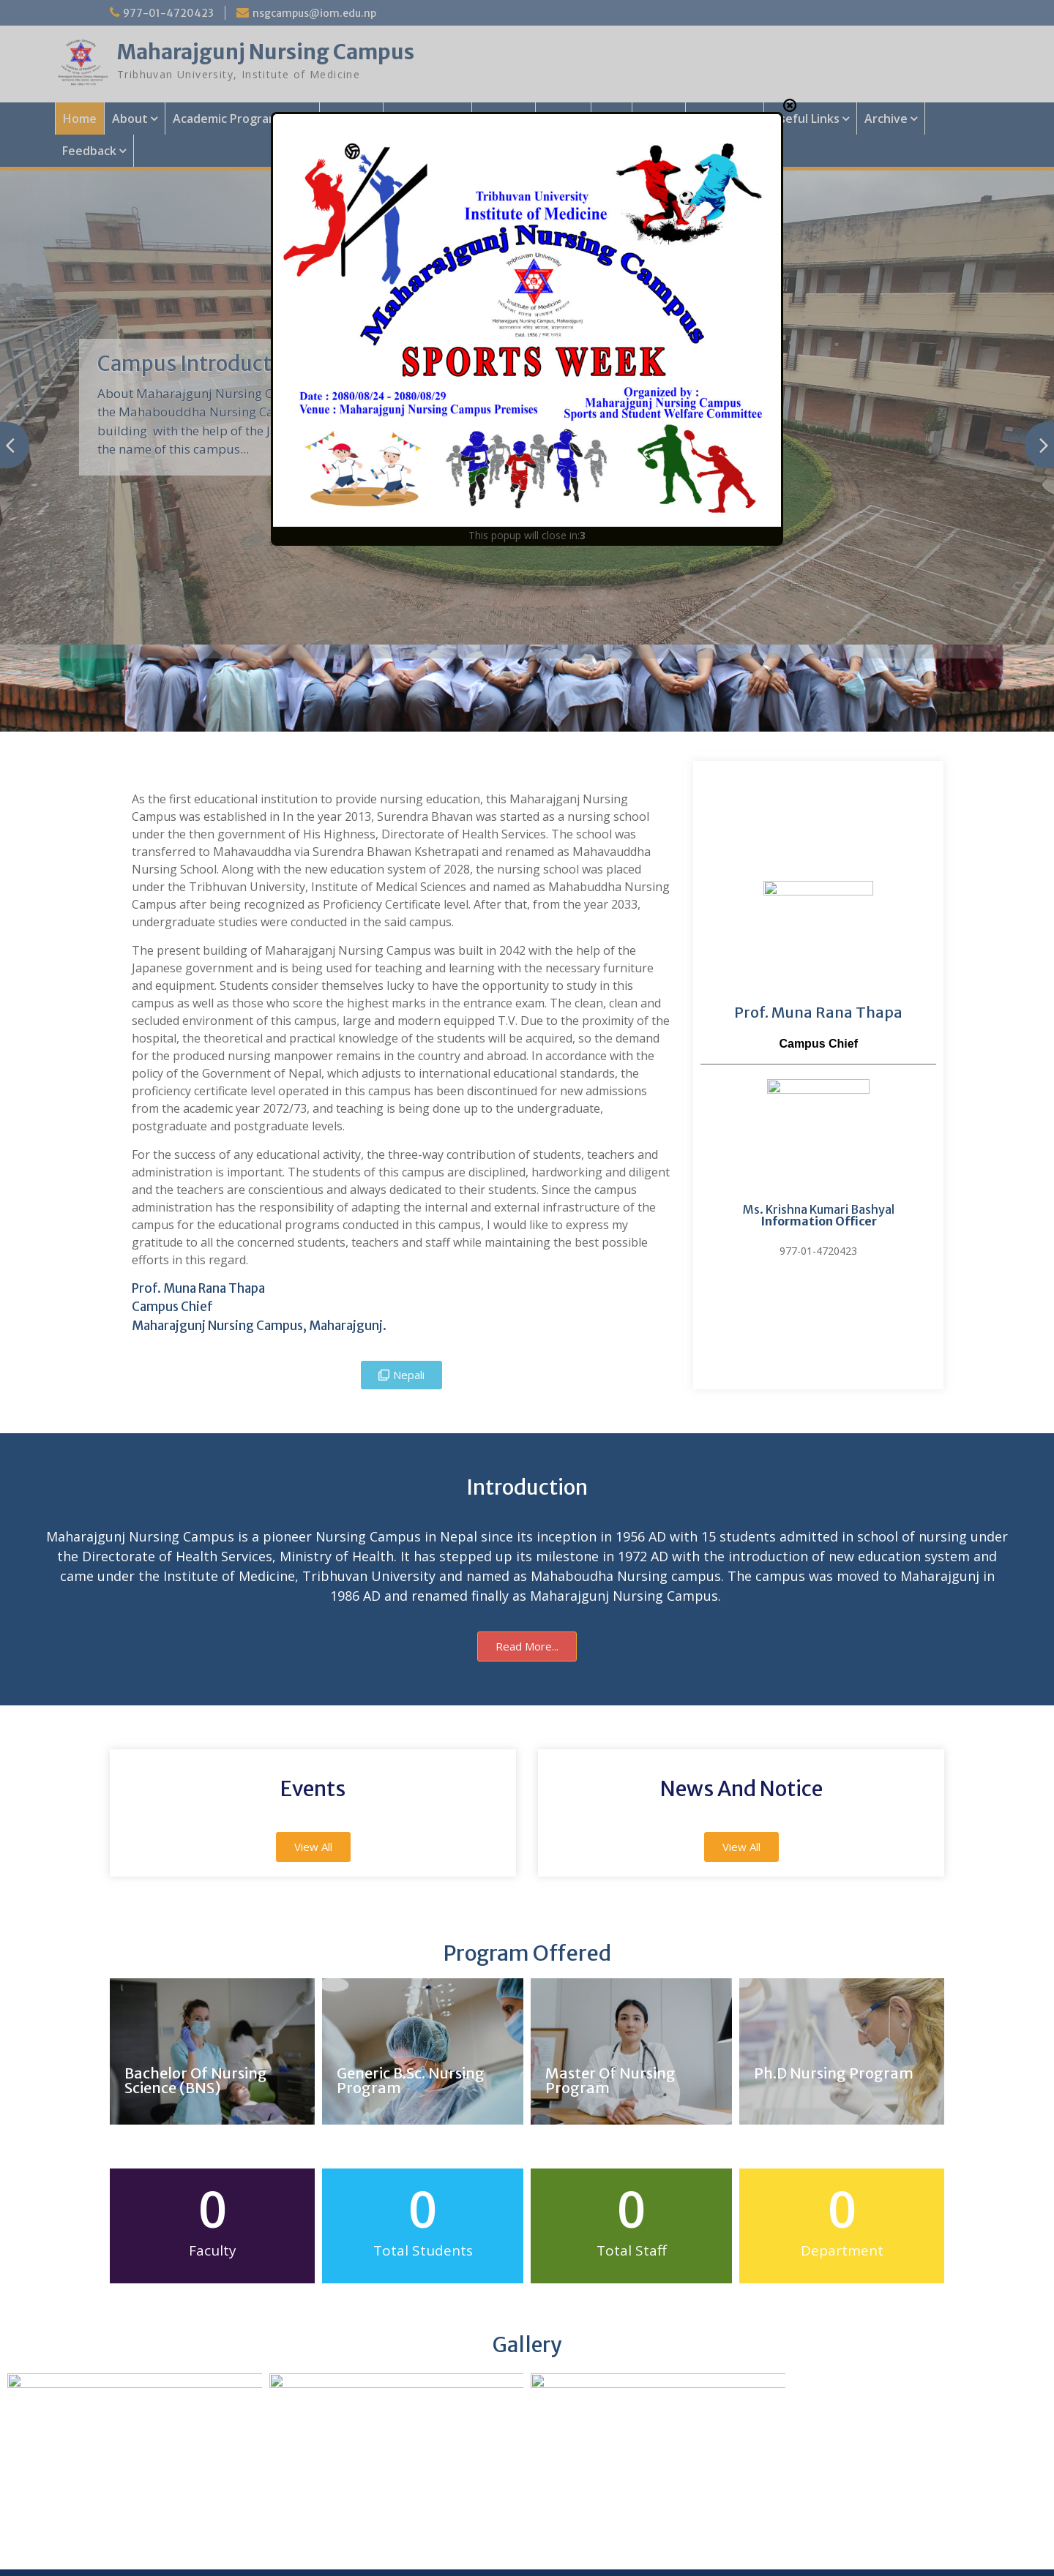 977-01-4720423
nsgcampus@iom.edu.np
Maharajgunj Nursing Campus
Tribhuvan University, Institute of Medicine
Home
About
Academic Progra
seful Links
Archive
Feedback
Tribhuvan University
Institute of Medicine
Maharajgunj Nursing Campus
Tribhuvan University
Institute of Medicine
Maharajgunj Nursing Campus, Maharajgunj
SPORTS WEEK
Date : 2080/08/24 - 2080/08/29
Venue : Maharajgunj Nursing Campus Premises
Organized by :
Maharajgunj Nursing Campus
Sports and Student Welfare Committee
This popup will close in:3
Campus Introduct
About Maharajgunj Nursing C
the Mahabouddha Nursing Ca
building  with the help of the J
the name of this campus...
As the first educational institution to provide nursing education, this Maharajganj Nursing
Campus was established in In the year 2013, Surendra Bhavan was started as a nursing school
under the then government of His Highness, Directorate of Health Services. The school was
transferred to Mahavauddha via Surendra Bhawan Kshetrapati and renamed as Mahavauddha
Nursing School. Along with the new education system of 2028, the nursing school was placed
under the Tribhuvan University, Institute of Medical Sciences and named as Mahabuddha Nursing
Campus after being recognized as Proficiency Certificate level. After that, from the year 2033,
undergraduate studies were conducted in the said campus.
The present building of Maharajganj Nursing Campus was built in 2042 with the help of the
Japanese government and is being used for teaching and learning with the necessary furniture
and equipment. Students consider themselves lucky to have the opportunity to study in this
campus as well as those who score the highest marks in the entrance exam. The clean, clean and
secluded environment of this campus, large and modern equipped T.V. Due to the proximity of the
hospital, the theoretical and practical knowledge of the students will be acquired, so the demand
for the produced nursing manpower remains in the country and abroad. In accordance with the
policy of the Government of Nepal, which adjusts to international educational standards, the
proficiency certificate level operated in this campus has been discontinued for new admissions
from the academic year 2072/73, and teaching is being done up to the undergraduate,
postgraduate and postgraduate levels.
For the success of any educational activity, the three-way contribution of students, teachers and
administration is important. The students of this campus are disciplined, hardworking and diligent
and the teachers are conscientious and always dedicated to their students. Since the campus
administration has the responsibility of adapting the internal and external infrastructure of the
campus for the educational programs conducted in this campus, I would like to express my
gratitude to all the concerned students, teachers and staff while maintaining the best possible
efforts in this regard.
Prof. Muna Rana Thapa
Campus Chief
Maharajgunj Nursing Campus, Maharajgunj.
Nepali
Prof. Muna Rana Thapa
Campus Chief
Ms. Krishna Kumari Bashyal
Information Officer
977-01-4720423
Introduction
Maharajgunj Nursing Campus is a pioneer Nursing Campus in Nepal since its inception in 1956 AD with 15 students admitted in school of nursing under
the Directorate of Health Services, Ministry of Health. It has stepped up its milestone in 1972 AD with the introduction of new education system and
came under the Institute of Medicine, Tribhuvan University and named as Mahaboudha Nursing campus. The campus was moved to Maharajgunj in
1986 AD and renamed finally as Maharajgunj Nursing Campus.
Read More...
Events
View All
News And Notice
View All
Program Offered
Bachelor Of Nursing
Science (BNS)
Generic B.Sc. Nursing
Program
Master Of Nursing
Program
Ph.D Nursing Program
0
Faculty
0
Total Students
0
Total Staff
0
Department
Gallery